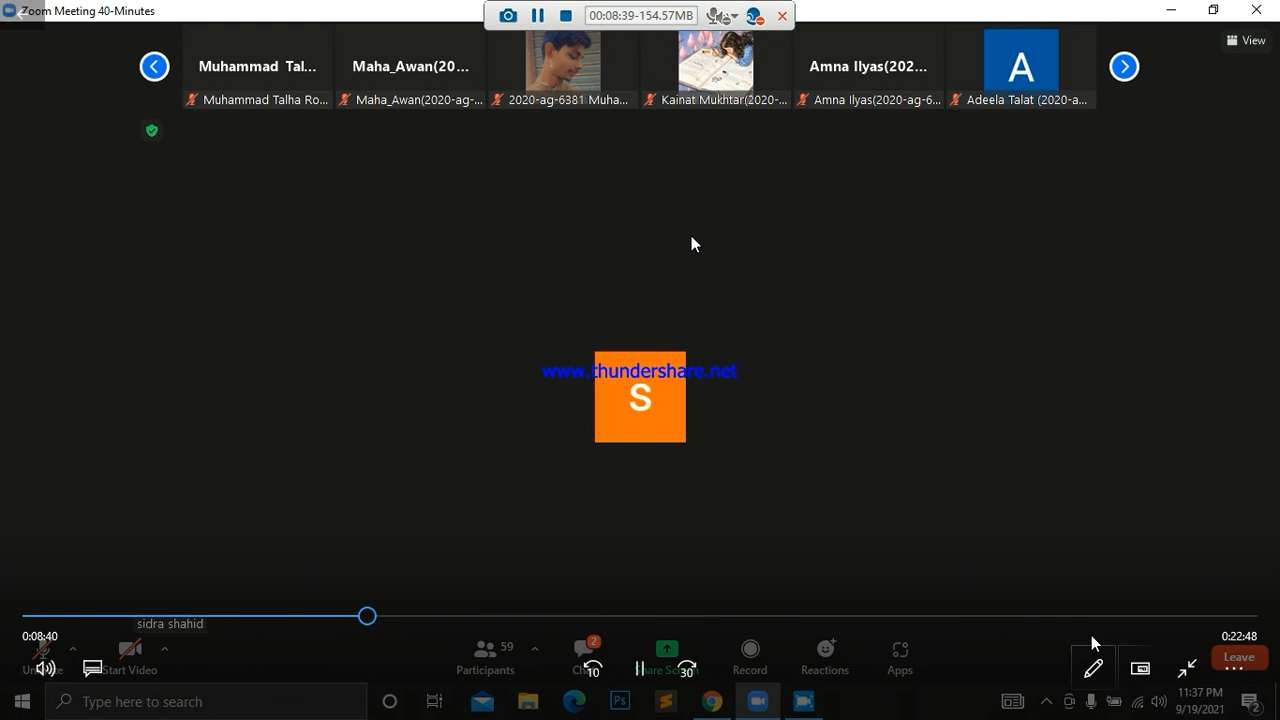 Zoom Meeting 40-Minutes
00:08:39-154.57MB
View
Muhammad Tal...
Maha_Awan(20...
Amna Ilyas(202...
A
Muhammad Talha Ro...
Maha_Awan(2020-ag-...
2020-ag-6381 Muha...
Kainat Mukhtar(2020-...
Amna Ilyas(2020-ag-6...
Adeela Talat (2020-a...
www.thundershare.net
S
sidra shahid
0:08:40
0:22:48
59
2
Start Video
Participants
Record
Reactions
Apps
Leave
10
30
Type here to search
Ps
11:37 PM
9/19/2021
2